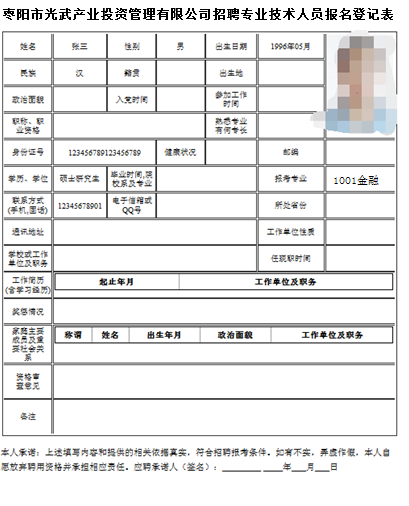 枣阳市光武产业投资管理有限公司招聘专业技术人员报名登记表
姓名 张三 性别 男 出生日期 1996年05月
民族 汉 籍贯 出生地
政治面貌 入党时间 参加工作
时间
职称、职
业资格 熟悉专业
有何专长
身份证号 123456789123456789 健康状况 邮编
学历、学位 硕士研究生 毕业时间,院
校系及专业 报考专业 1001金融
联系方式
(手机,固话) 12345678901 电子信箱或
QQ号 所处省份
通讯地址 工作单位性质
学校或工作
单位及职务 任现职时间
工作简历
(含学习经历) 起止年月 工作单位及职务
奖惩情况
家庭主要
成员及重
要社会关
系 称谓 姓名 出生年月 政治面貌 工作单位及职务
资格审
查意见
备注
本人承诺：上述填写内容和提供的相关依据真实，符合招聘报考条件。如有不实，弄虚作假，本人自
愿放弃聘用资格并承担相应责任。应聘承诺人（签名）：________ ____年___月___日